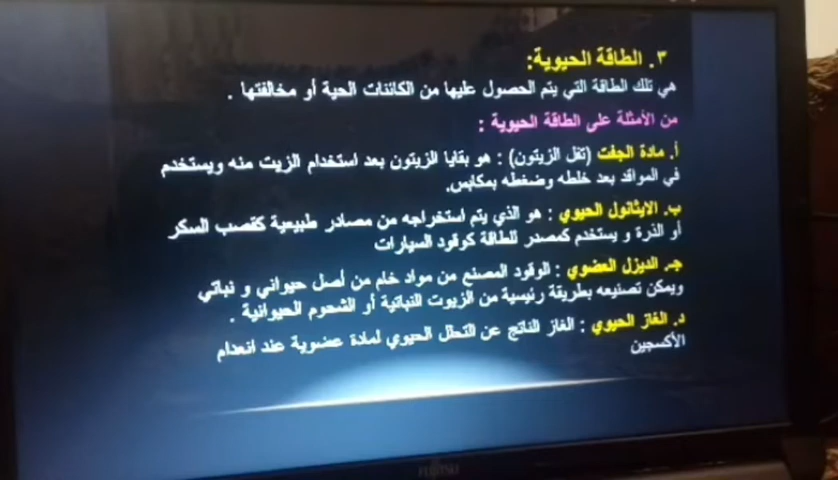 ٣. الطاقة الحيوية:
هي تلك الطاقة التي يتم الحصول عليها من الكائنات الحية أو مخالفتها .
من الأمثلة على الطاقة الحيوية :
أ. مادة الجفت (تفل الزيتون) : هو بقايا الزيتون بعد استخدام الزيت منه ويستخدم
في المواقد بعد خلطه وضغطه بمكابس.
ب. الايثانول الحيوي : هو الذي يتم استخراجه من مصادر طبيعية كقصب السكر
أو الذرة و يستخدم كمصدر للطاقة كوقود السيارات
جـ. الديزل العضوي : الوقود المصنع من مواد خام من أصل حيواني و نباتي
ويمكن تصنيعه بطريقة رئيسية من الزيوت النباتية أو الشحوم الحيوانية .
د. الغاز الحيوي : الغاز الناتج عن التحلل الحيوي لمادة عضوية عند انعدام
الأكسجين
FUJITSU